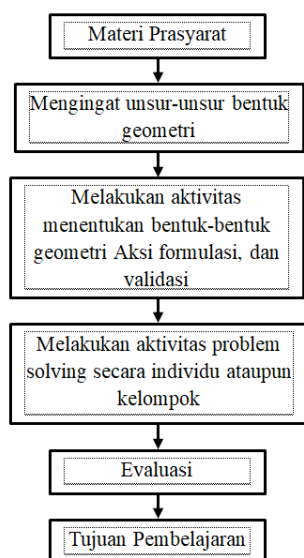 Materi Prasyarat
Mengingat unsur-unsur bentuk
geometri
Melakukan aktivitas
menentukan bentuk-bentuk
geometri Aksi formulasi, dan
validasi
Melakukan aktivitas problem
solving secara individu ataupun
kelompok
Evaluasi
Tujuan Pembelajaran